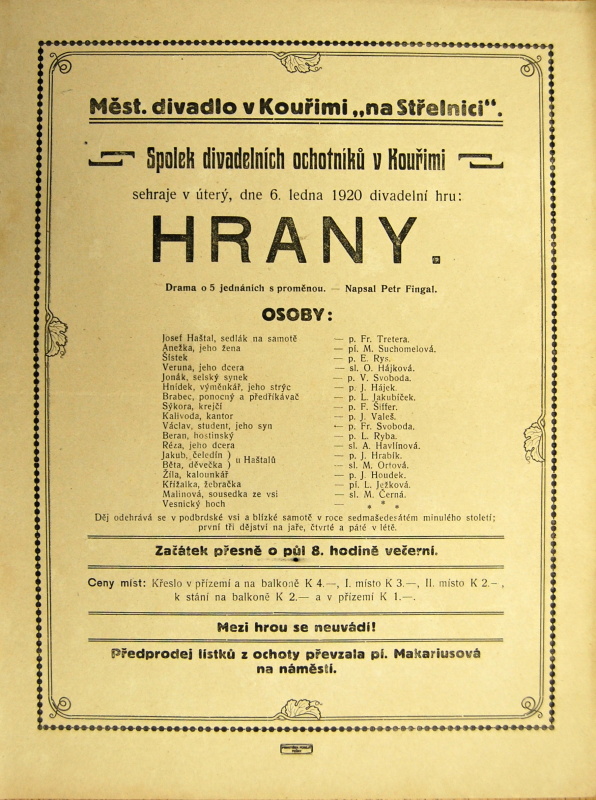 Měst. divadlo v Kouřimi „na Střelnici“.
Spolek divadelních ochotníků v Kouřimi
sehraje v úterý, dne 6. ledna 1920 divadelní hru:
HRANY.
Drama o 5 jednáních s proměnou. — Napsal Petr Fingal.
OSOBY:
Josef Haštal, sedlák na samotě — p. Fr. Tretera.
Anežka, jeho žena — pí. M. Suchomelová.
Šístek — p. E. Rys.
Veruna, jeho dcera — sl. O. Hájková.
Jonák, selský synek — p. V. Svoboda.
Hnídek, výměnkář, jeho strýc — p. J. Hájek.
Brabec, ponocný a předříkávač — p. L. Jakubíček.
Sýkora, krejčí — p. F. Šiffer.
Kalivoda, kantor — p. J. Valeš.
Václav, student, jeho syn — p. Fr. Svoboda.
Beran, hostinský — p. L. Ryba.
Réza, jeho dcera — sl. A. Havlínová.
Jakub, čeledín ) u Haštalů — p. J. Hrabík.
Běta, děvečka ) — sl. M. Ortová.
Žíla, kalounkář — p. J. Houdek.
Křížalka, žebračka — pí. L. Ježková.
Malinová, sousedka ze vsi — sl. M. Černá.
Vesnický hoch — * * *
Děj odehrává se v podbrdské vsi a blízké samotě v roce sedmašedesátém minulého století;
první tři dějství na jaře, čtvrté a páté v létě.
Začátek přesně o půl 8. hodině večerní.
Ceny míst: Křeslo v přízemí a na balkoně K 4.—, I. místo K 3.—, II. místo K 2.-,
k stání na balkoně K 2.— a v přízemí K 1.—.
Mezi hrou se neuvádí!
Předprodej lístků z ochoty převzala pí. Makariusová
na náměstí.